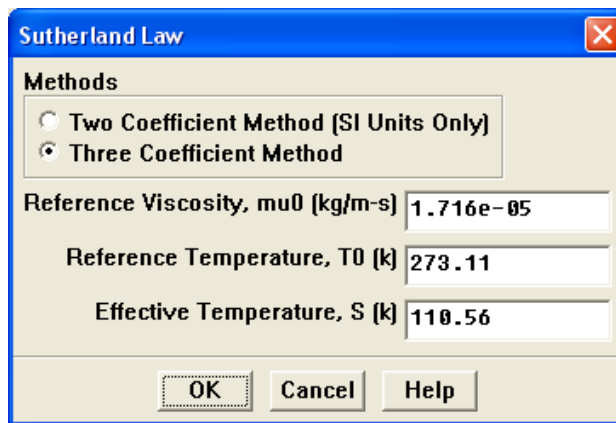 Sutherland Law
Methods
Two Coefficient Method (SI Units Only)
Three Coefficient Method
Reference Viscosity, mu0 (kg/m-s) 1.716e-05
Reference Temperature, T0 (k) 273.11
Effective Temperature, S (k) 110.56
OK Cancel Help